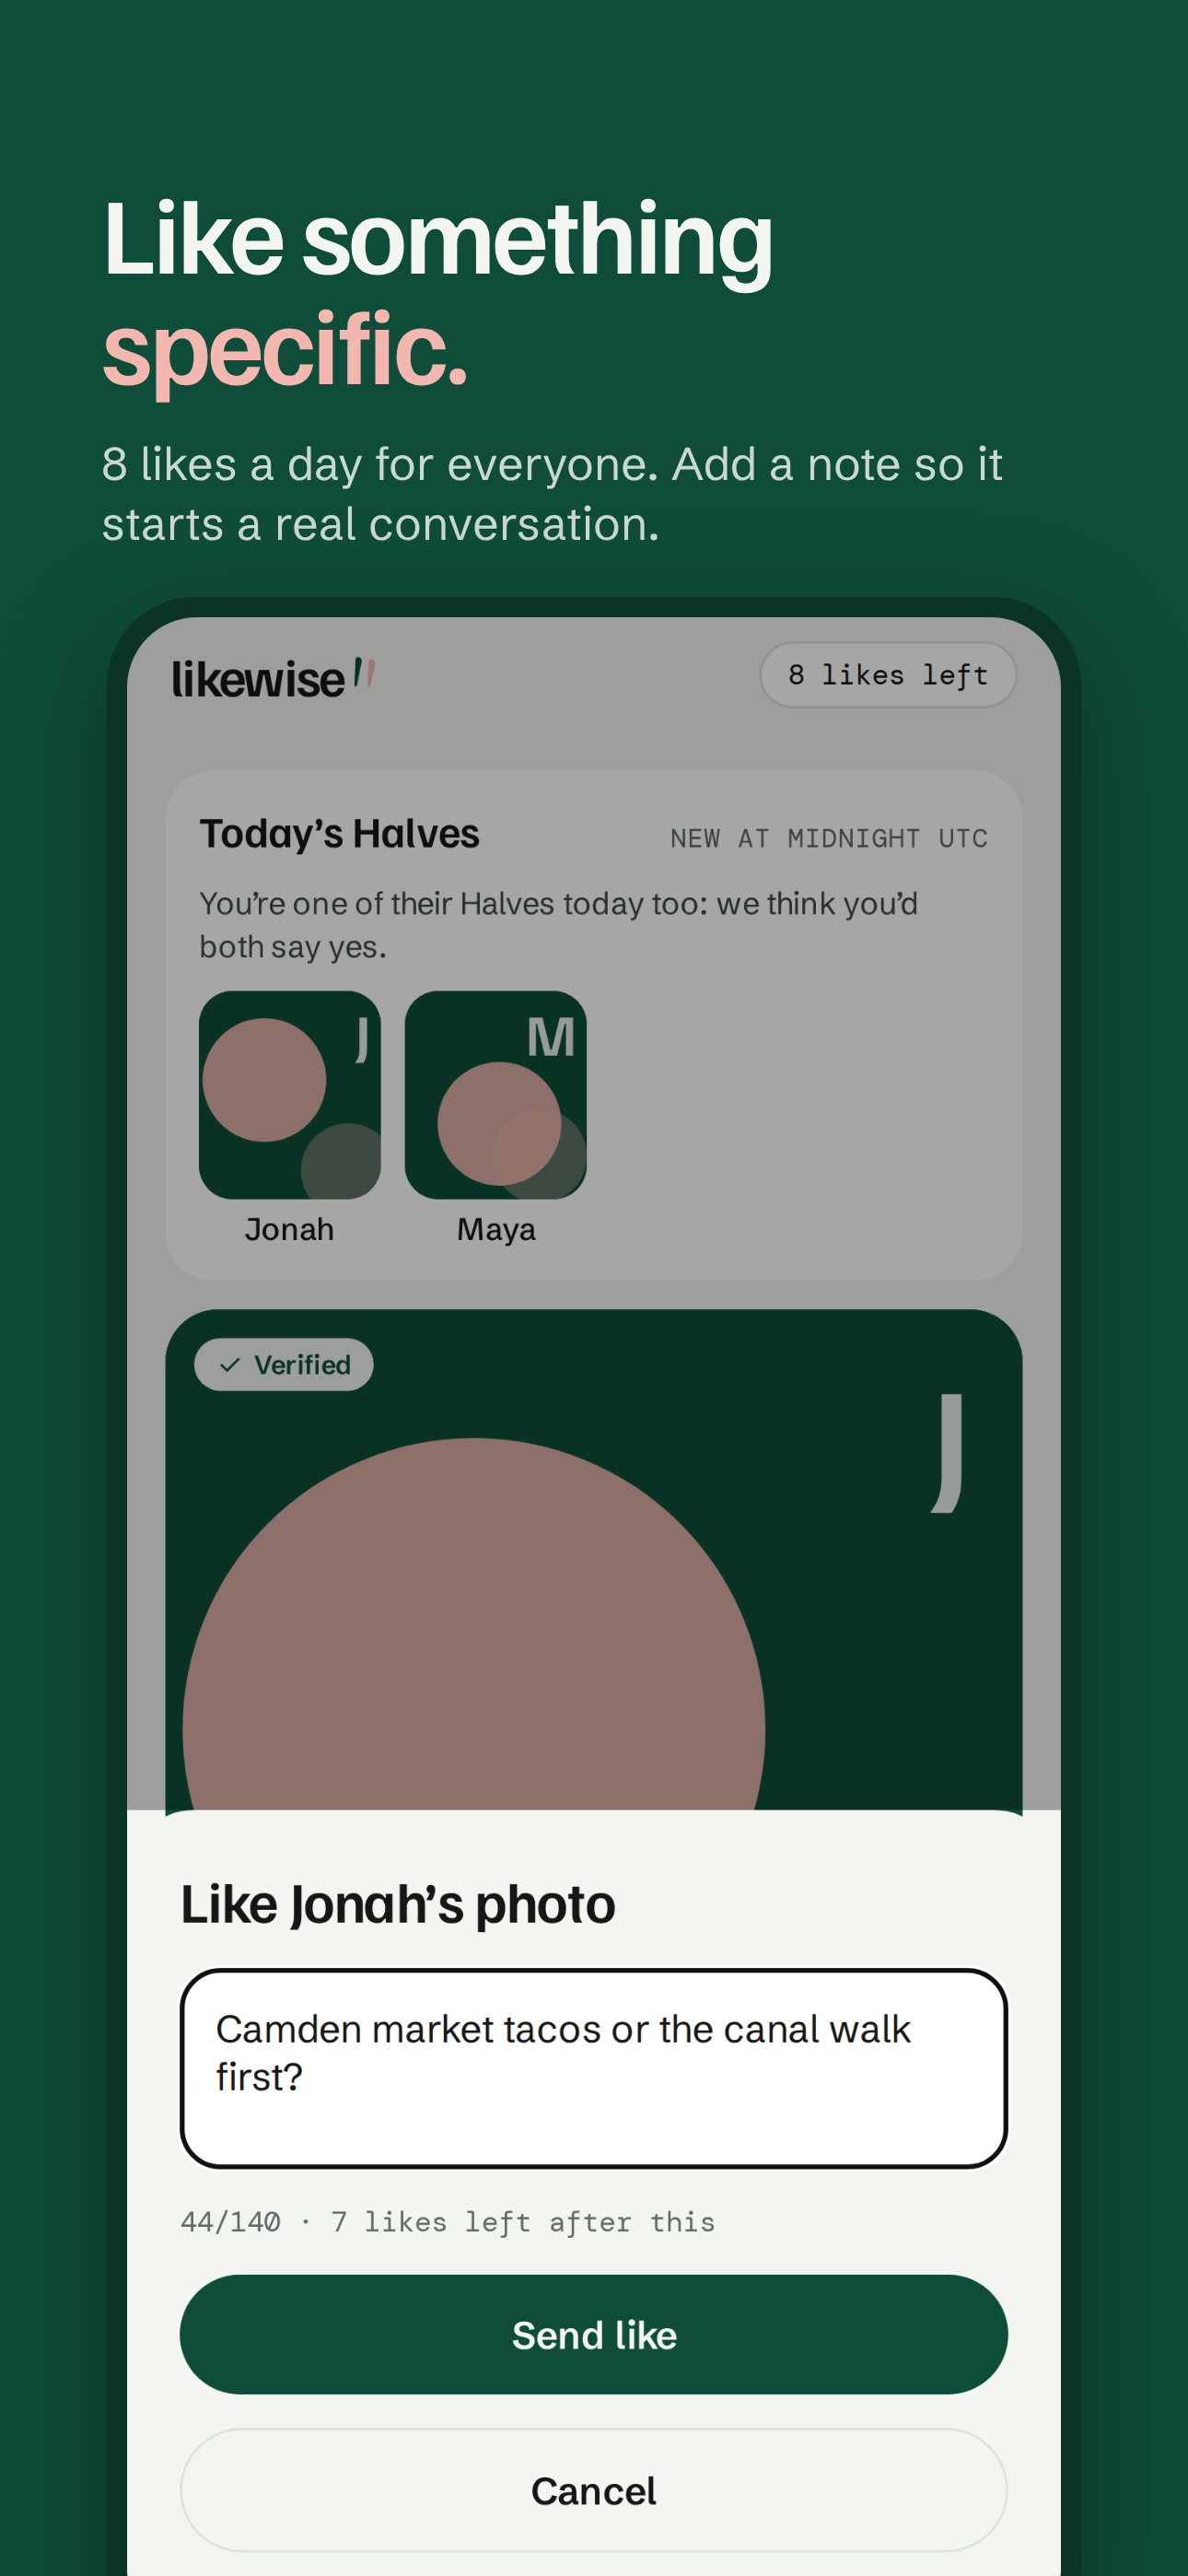 Like something
specific.
8 likes a day for everyone. Add a note so it
starts a real conversation.
likewise
8 likes left
Today’s Halves
NEW AT MIDNIGHT UTC
You’re one of their Halves today too: we think you’d
both say yes.
J
M
Jonah
Maya
Verified
J
Like Jonah’s photo
Camden market tacos or the canal walk
first?
44/140 · 7 likes left after this
Send like
Cancel